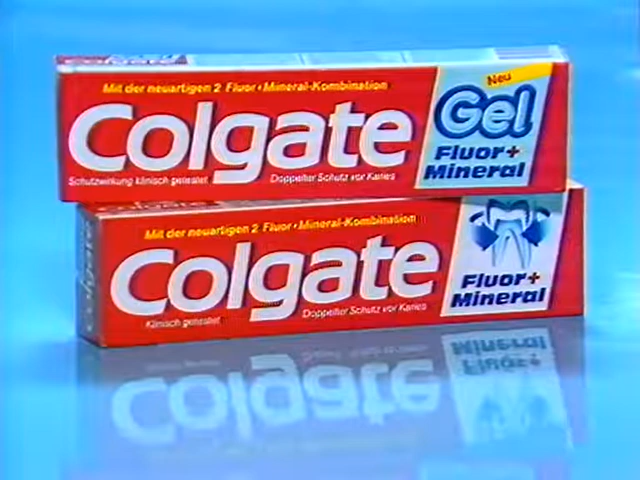 Mit der neuartigen 2 Fluor+Mineral-Kombination
Colgate
Schutzwirkung klinisch getestet
Doppelter Schutz vor Karies
Neu
Gel
Fluor+
Mineral
Colgate
Mit der neuartigen 2 Fluor+Mineral-Kombination
Colgate
Klinisch getestet
Doppelter Schutz vor Karies
Fluor+
Mineral